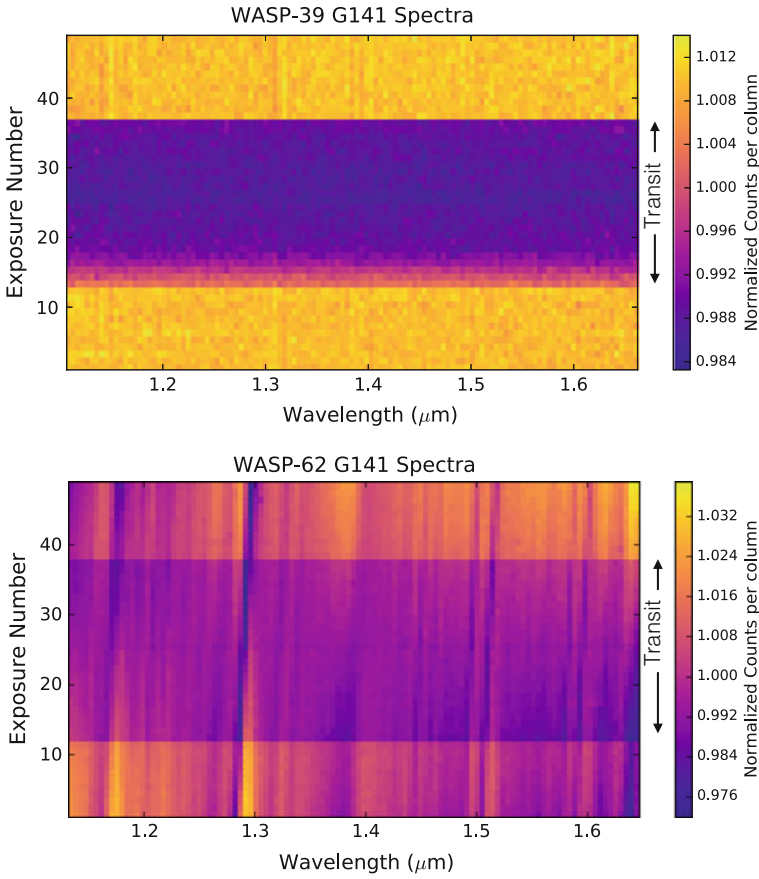 WASP-39 G141 Spectra
Exposure Number
40
30
20
10
1.2 1.3 1.4 1.5 1.6
Wavelength (μm)
Transit
1.012
1.008
1.004
1.000
0.996
0.992
0.988
0.984
Normalized Counts per column
WASP-62 G141 Spectra
Exposure Number
40
30
20
10
1.2 1.3 1.4 1.5 1.6
Wavelength (μm)
Transit
1.032
1.024
1.016
1.008
1.000
0.992
0.984
0.976
Normalized Counts per column